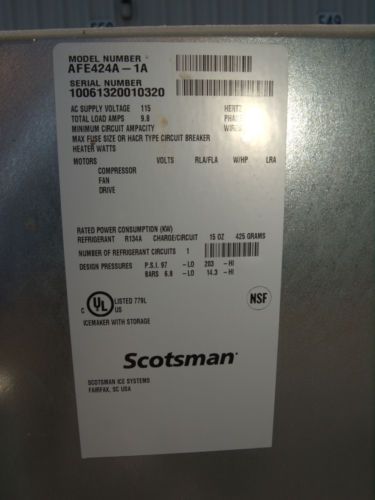 MODEL NUMBER
AFE424A-1A
SERIAL NUMBER
10061320010320
AC SUPPLY VOLTAGE 115 HERTZ
TOTAL LOAD AMPS 9.8 PHASE
MINIMUM CIRCUIT AMPACITY WIRES
MAX FUSE SIZE OR HACR TYPE CIRCUIT BREAKER
HEATER WATTS
MOTORS VOLTS RLA/FLA W/HP LRA
COMPRESSOR
FAN
DRIVE
RATED POWER CONSUMPTION (KW)
REFRIGERANT R134A CHARGE/CIRCUIT 15 OZ 425 GRAMS
NUMBER OF REFRIGERANT CIRCUITS 1
DESIGN PRESSURES P.S.I. 97 -LO 203 -HI
BARS 6.8 -LO 14.3 -HI
C UL US LISTED 779L
NSF
ICEMAKER WITH STORAGE
Scotsman
SCOTSMAN ICE SYSTEMS
FAIRFAX, SC USA